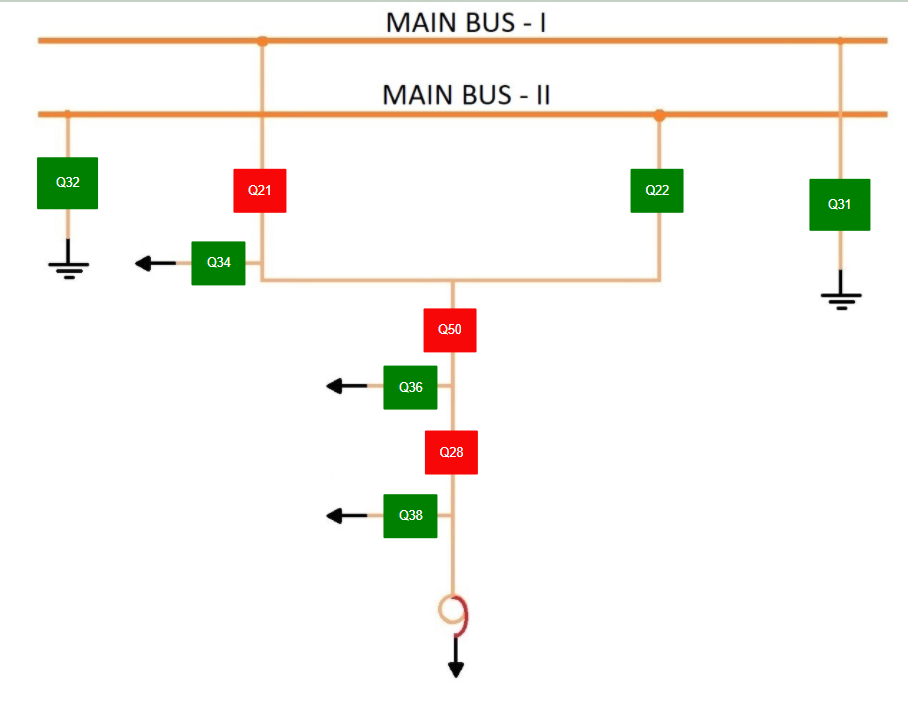 MAIN BUS - I
MAIN BUS - II
Q32
Q21
Q22
Q31
Q34
Q50
Q36
Q28
Q38